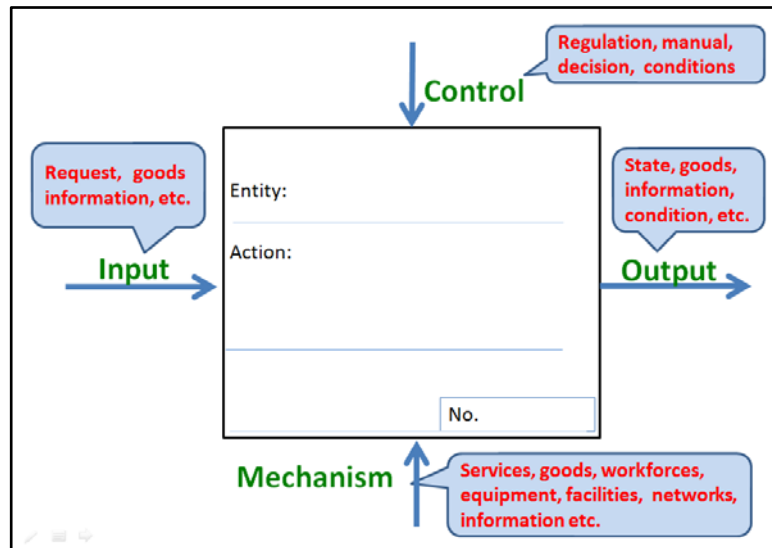 Regulation, manual,
decision, conditions
Control
Request, goods
information, etc.
Entity:
State, goods,
information,
condition, etc.
Action:
Input
Output
No.
Mechanism
Services, goods, workforces,
equipment, facilities, networks,
information etc.